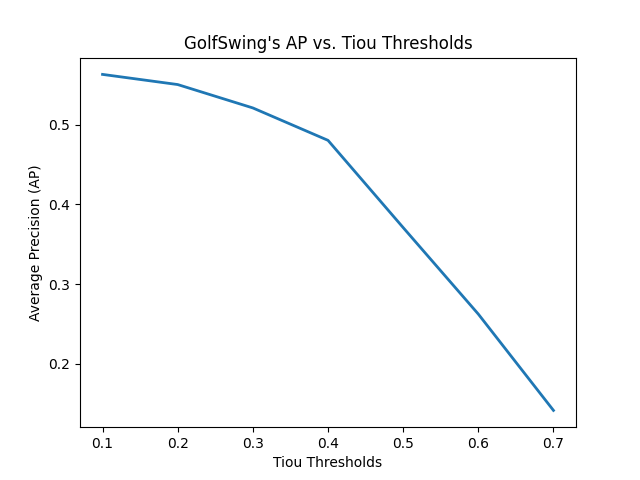 GolfSwing's AP vs. Tiou Thresholds
Average Precision (AP)
0.5
0.4
0.3
0.2
0.1 0.2 0.3 0.4 0.5 0.6 0.7
Tiou Thresholds